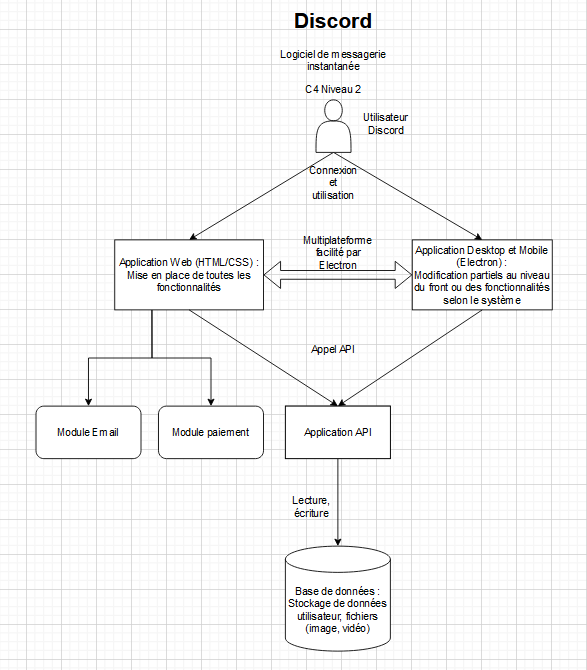 Discord
Logiciel de messagerie
instantanée
C4 Niveau 2
Utilisateur
Discord
Connexion
et
utilisation
Application Web (HTML/CSS) :
Mise en place de toutes les
fonctionnalités
Multiplateforme
facilité par
Electron
Application Desktop et Mobile
(Electron) :
Modification partiels au niveau
du front ou des fonctionnalités
selon le système
Appel API
Module Email
Module paiement
Application API
Lecture,
écriture
Base de données :
Stockage de données
utilisateur, fichiers
(image, vidéo)